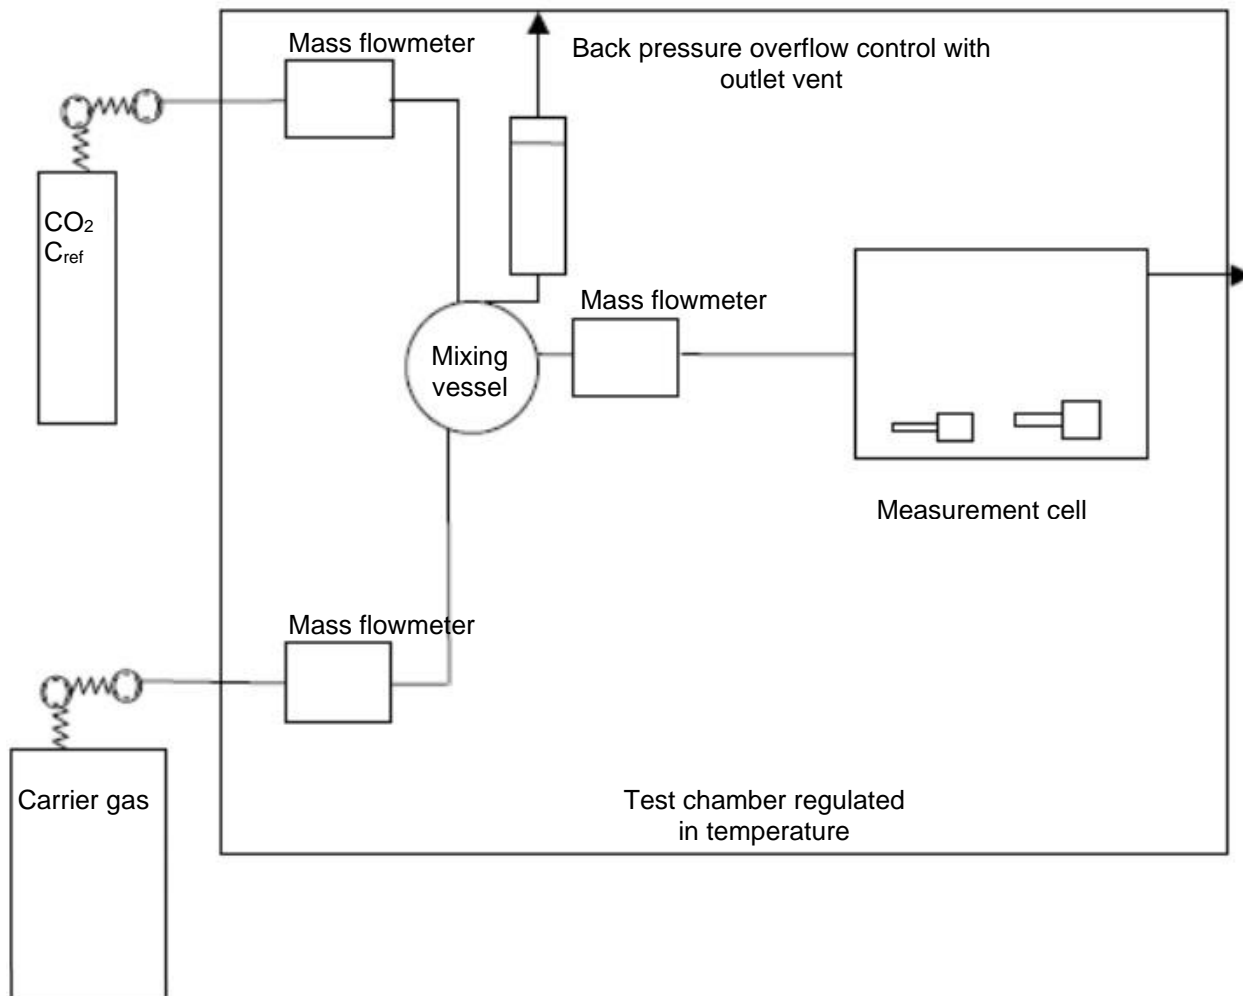 Mass flowmeter
Back pressure overflow control with
outlet vent
CO₂
Cref
Mass flowmeter
Mixing
vessel
Measurement cell
Mass flowmeter
Carrier gas
Test chamber regulated
in temperature